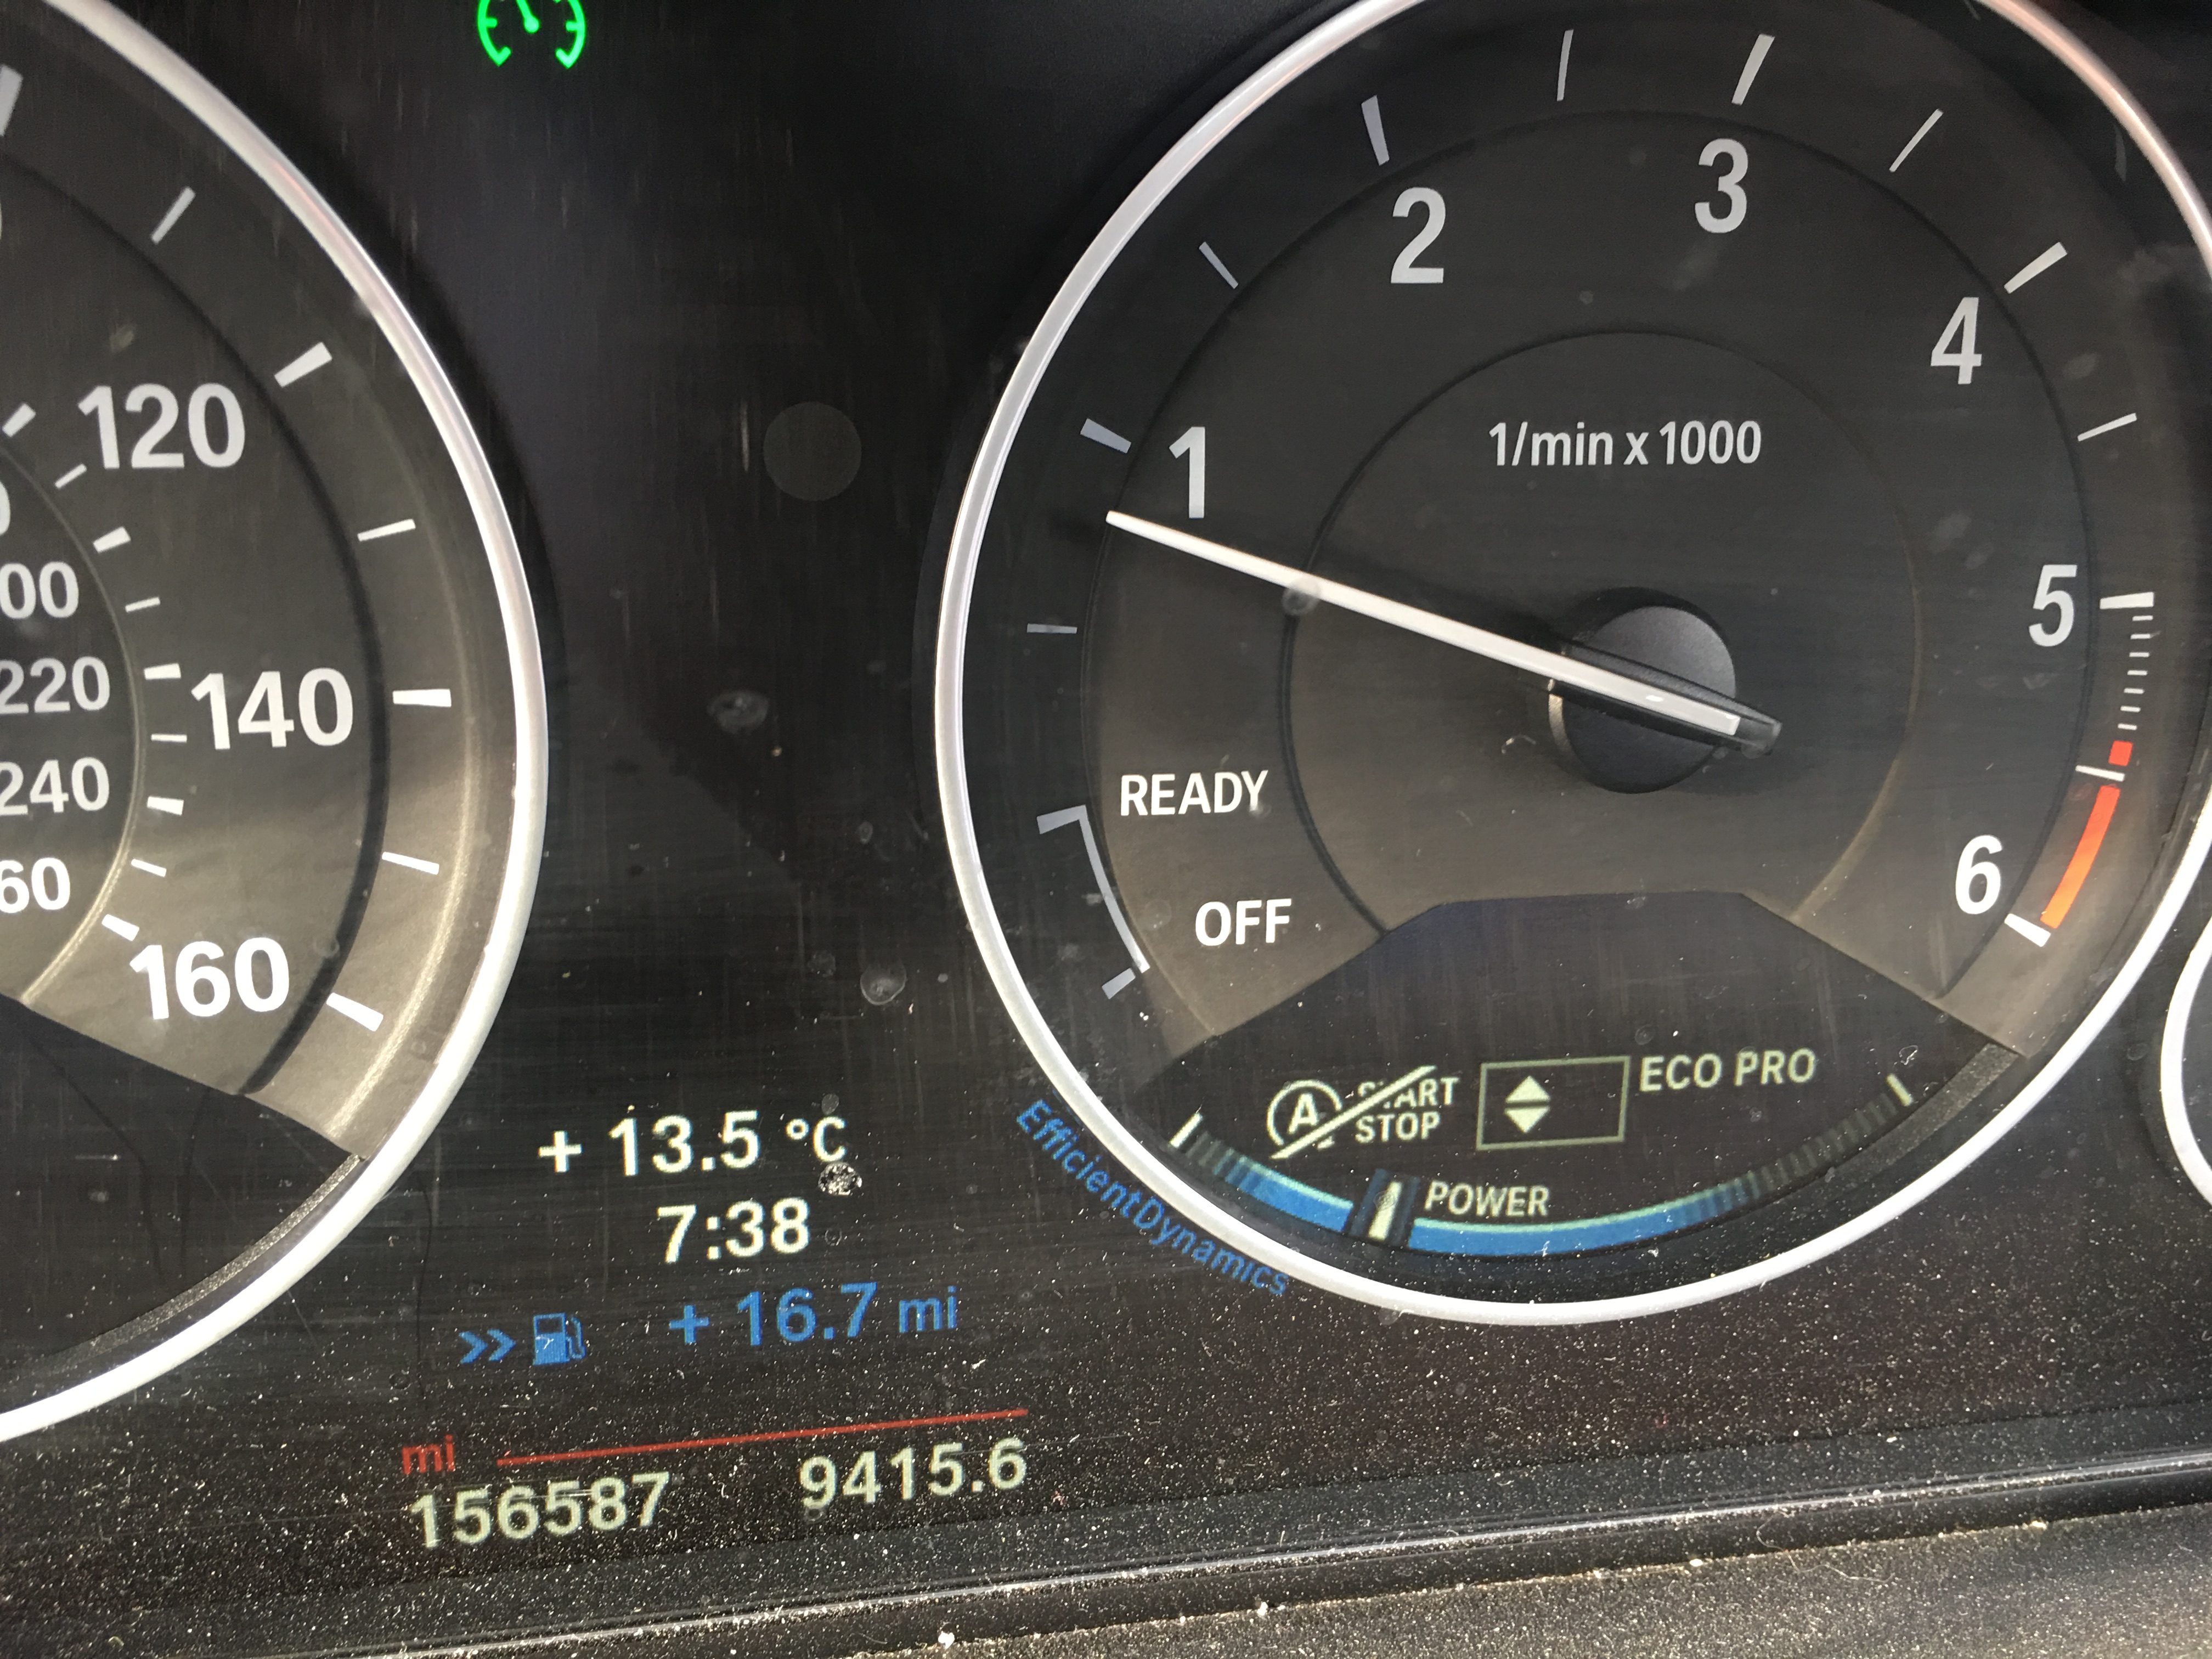 120
140
160
00
220
240
60
1
2
3
4
5
6
1/min x 1000
READY
OFF
A START STOP
ECO PRO
POWER
EfficientDynamics
+ 13.5 °C
7:38
+ 16.7 mi
mi
156587 9415.6